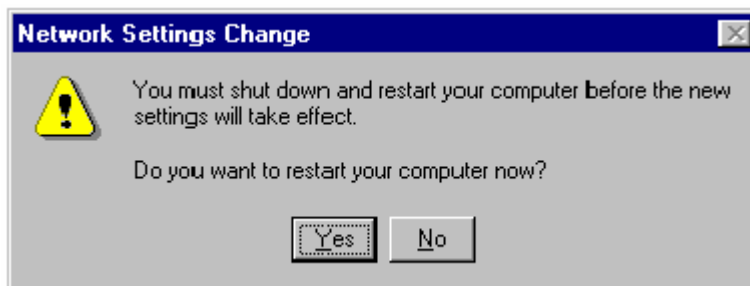 Network Settings Change
You must shut down and restart your computer before the new
settings will take effect.
Do you want to restart your computer now?
Yes No